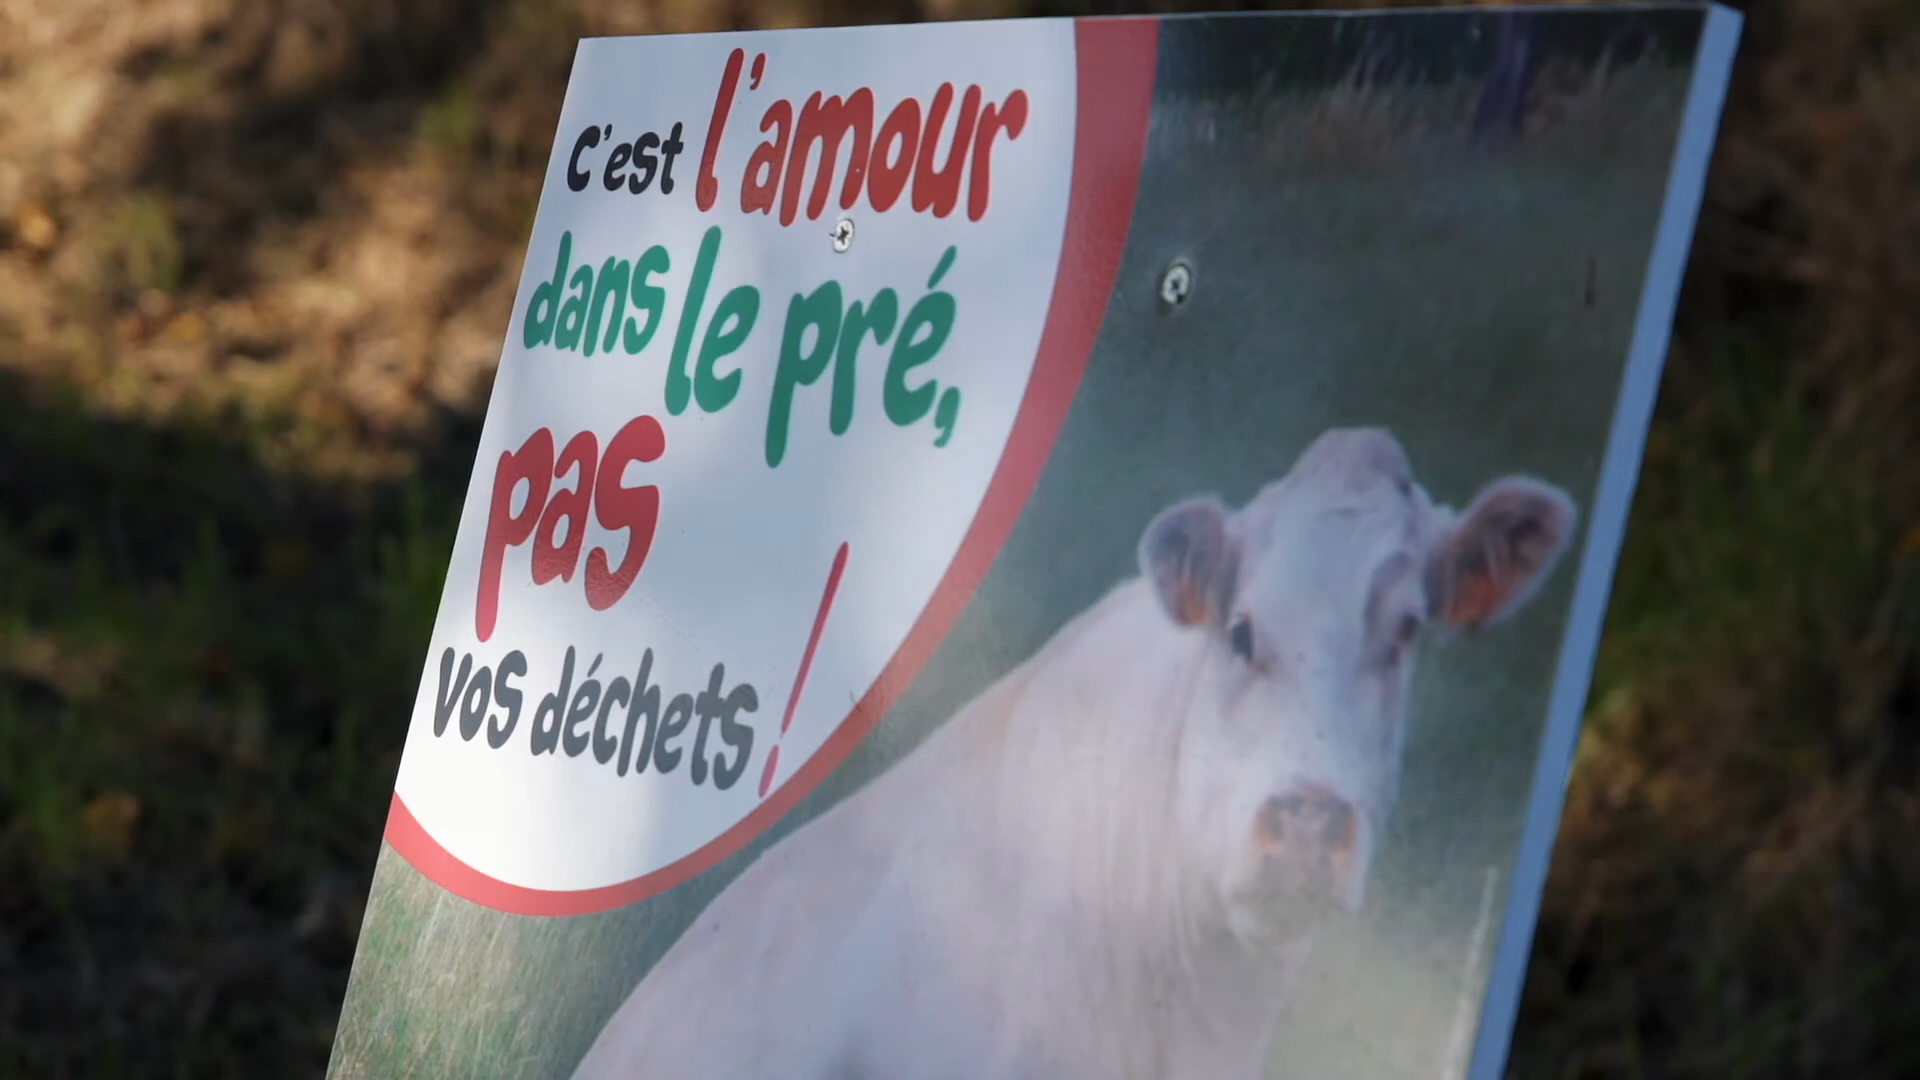 c'est l'amour
dans le pré,
pas
vos déchets !